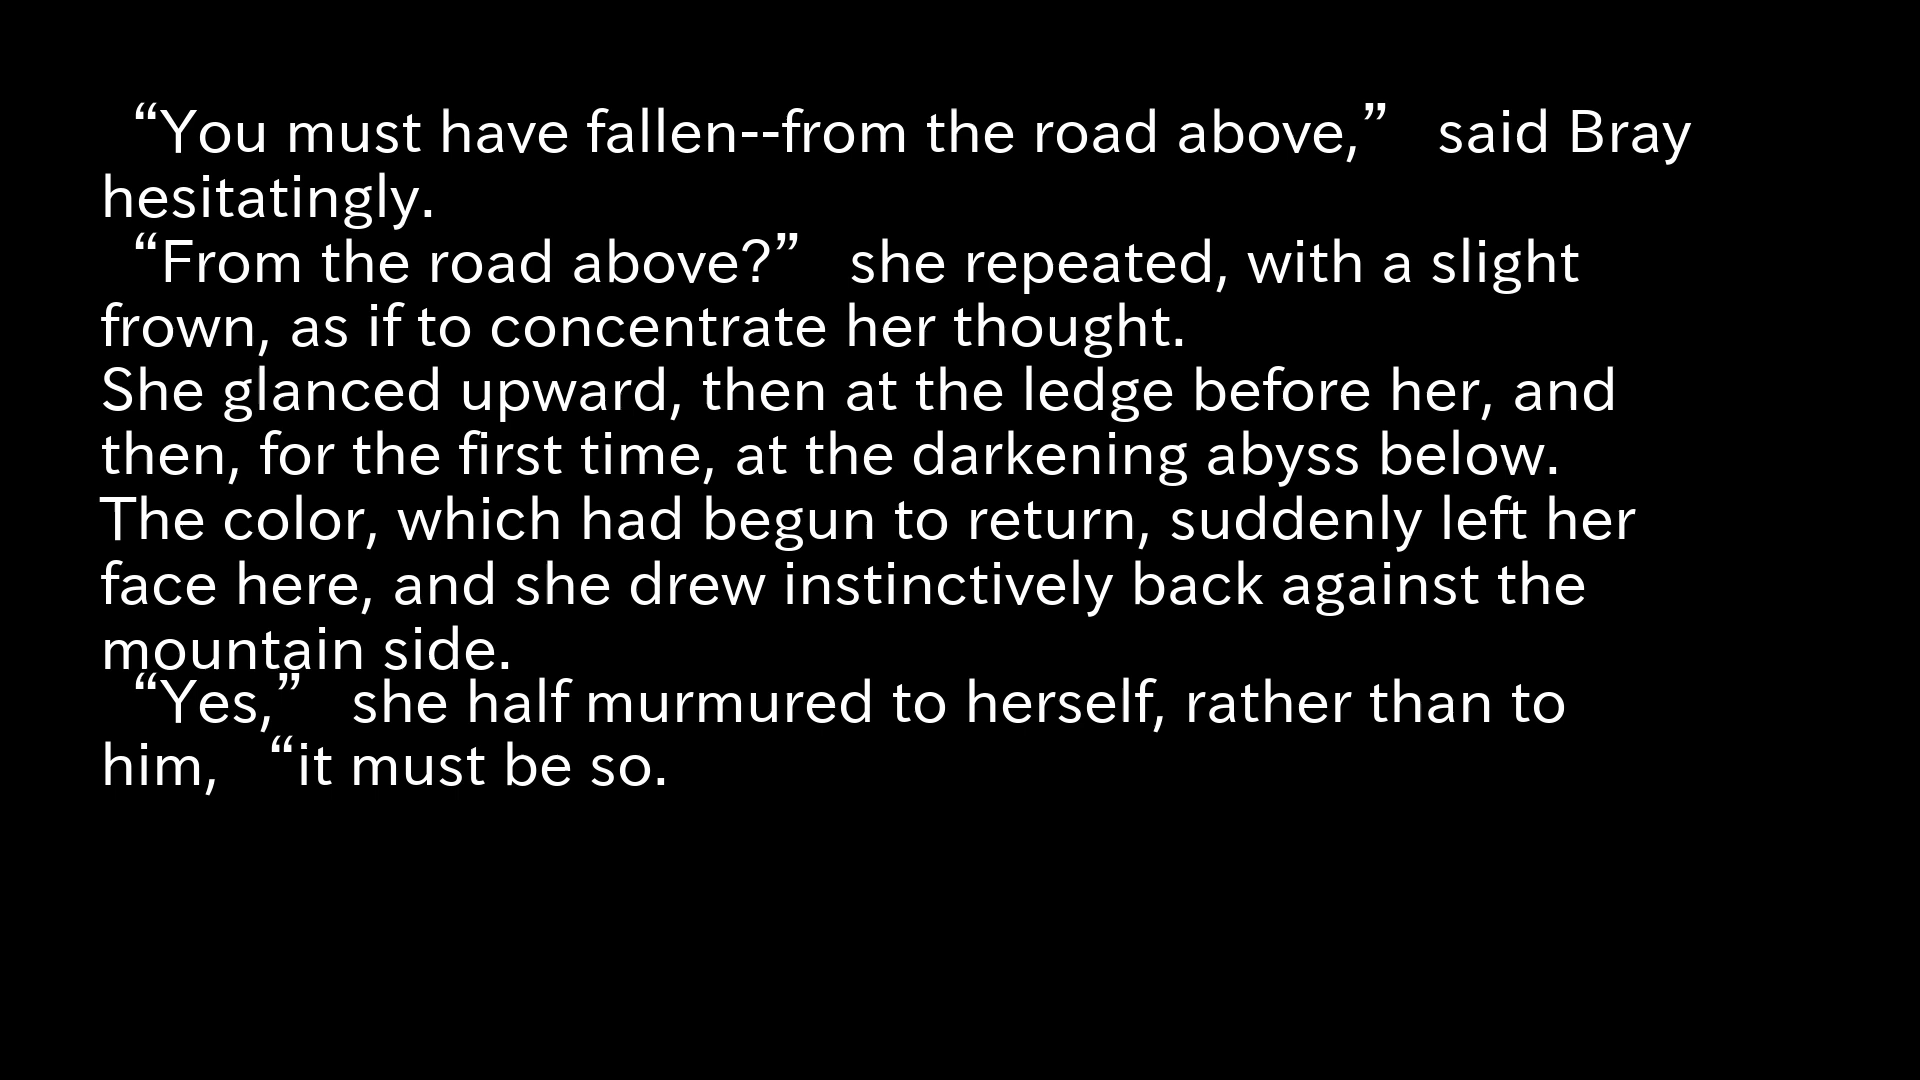 “You must have fallen--from the road above,” said Bray
hesitatingly.
“From the road above?” she repeated, with a slight
frown, as if to concentrate her thought.
She glanced upward, then at the ledge before her, and
then, for the first time, at the darkening abyss below.
The color, which had begun to return, suddenly left her
face here, and she drew instinctively back against the
mountain side.
“Yes,” she half murmured to herself, rather than to
him, “it must be so.